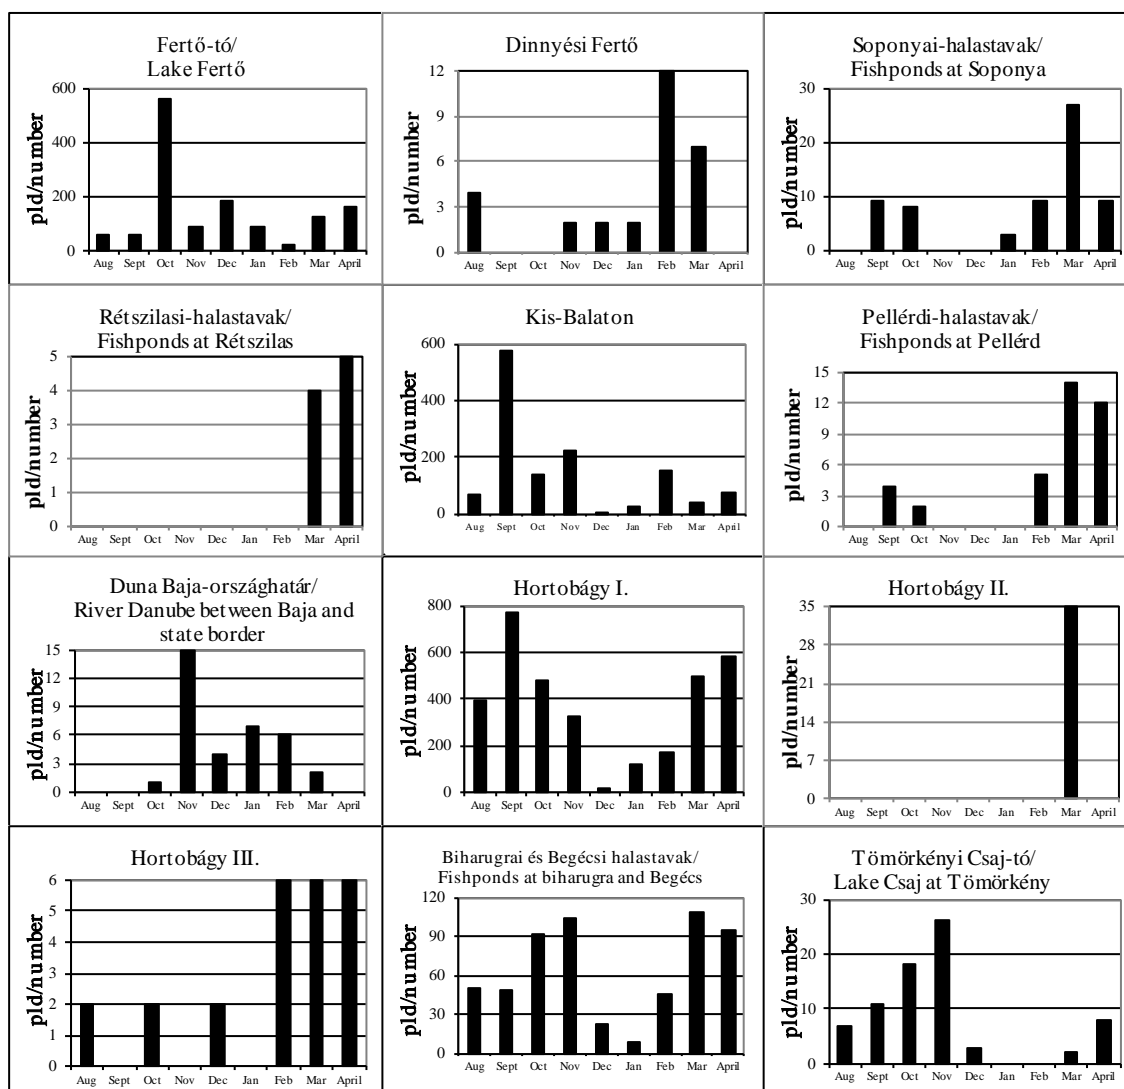 Fertő-tó/
Lake Fertő
pld/number
600
400
200
0
Aug Sept Oct Nov Dec Jan Feb Mar April
Dinnyési Fertő
pld/number
12
9
6
3
0
Aug Sept Oct Nov Dec Jan Feb Mar April
Soponyai-halastavak/
Fishponds at Soponya
pld/number
30
20
10
0
Aug Sept Oct Nov Dec Jan Feb Mar April
Rétszilasi-halastavak/
Fishponds at Rétszilas
pld/number
5
4
3
2
1
0
Aug Sept Oct Nov Dec Jan Feb Mar April
Kis-Balaton
pld/number
600
400
200
0
Aug Sept Oct Nov Dec Jan Feb Mar April
Pellérdi-halastavak/
Fishponds at Pellérd
pld/number
15
12
9
6
3
0
Aug Sept Oct Nov Dec Jan Feb Mar April
Duna Baja-országhatár/
River Danube between Baja and
state border
pld/number
15
12
9
6
3
0
Aug Sept Oct Nov Dec Jan Feb Mar April
Hortobágy I.
pld/number
800
600
400
200
0
Aug Sept Oct Nov Dec Jan Feb Mar April
Hortobágy II.
pld/number
35
28
21
14
7
0
Aug Sept Oct Nov Dec Jan Feb Mar April
Hortobágy III.
pld/number
6
5
4
3
2
1
0
Aug Sept Oct Nov Dec Jan Feb Mar April
Biharugrai és Begécsi halastavak/
Fishponds at biharugra and Begécs
pld/number
120
90
60
30
0
Aug Sept Oct Nov Dec Jan Feb Mar April
Tömörkényi Csaj-tó/
Lake Csaj at Tömörkény
pld/number
30
20
10
0
Aug Sept Oct Nov Dec Jan Feb Mar April